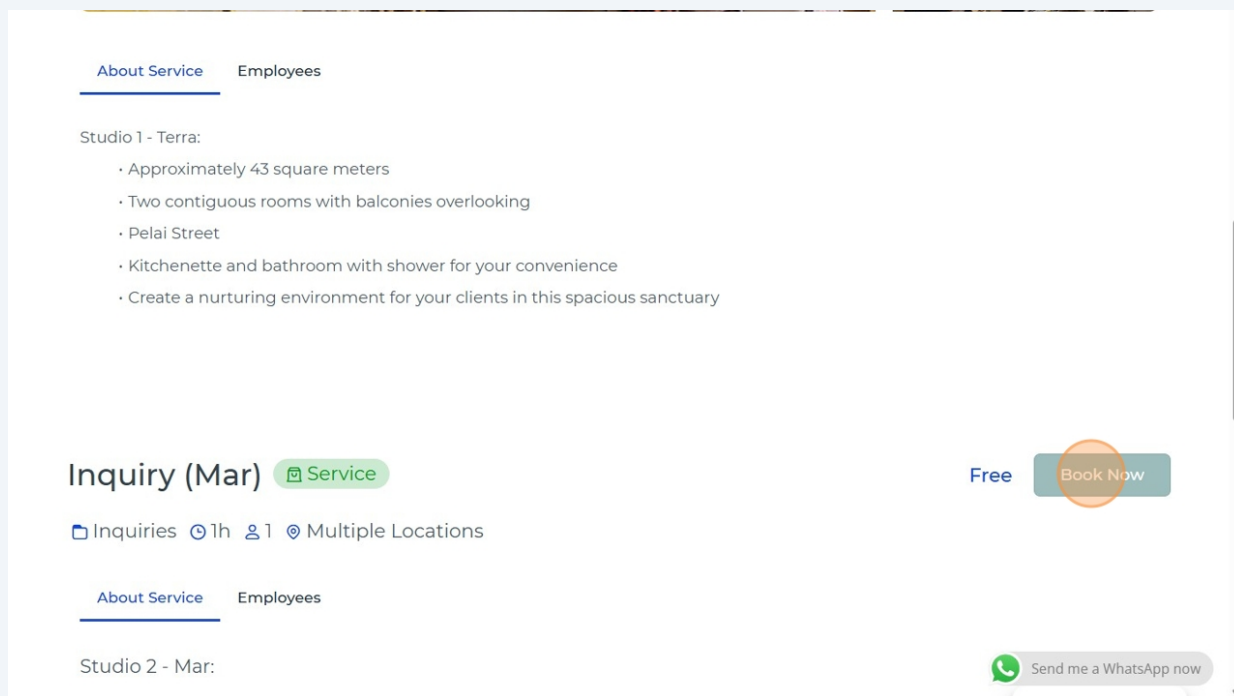 About Service Employees
Studio 1 - Terra:
• Approximately 43 square meters
• Two contiguous rooms with balconies overlooking
• Pelai Street
• Kitchenette and bathroom with shower for your convenience
• Create a nurturing environment for your clients in this spacious sanctuary
Inquiry (Mar) Service Free Book Now
Inquiries 1h 1 Multiple Locations
About Service Employees
Studio 2 - Mar:
Send me a WhatsApp now